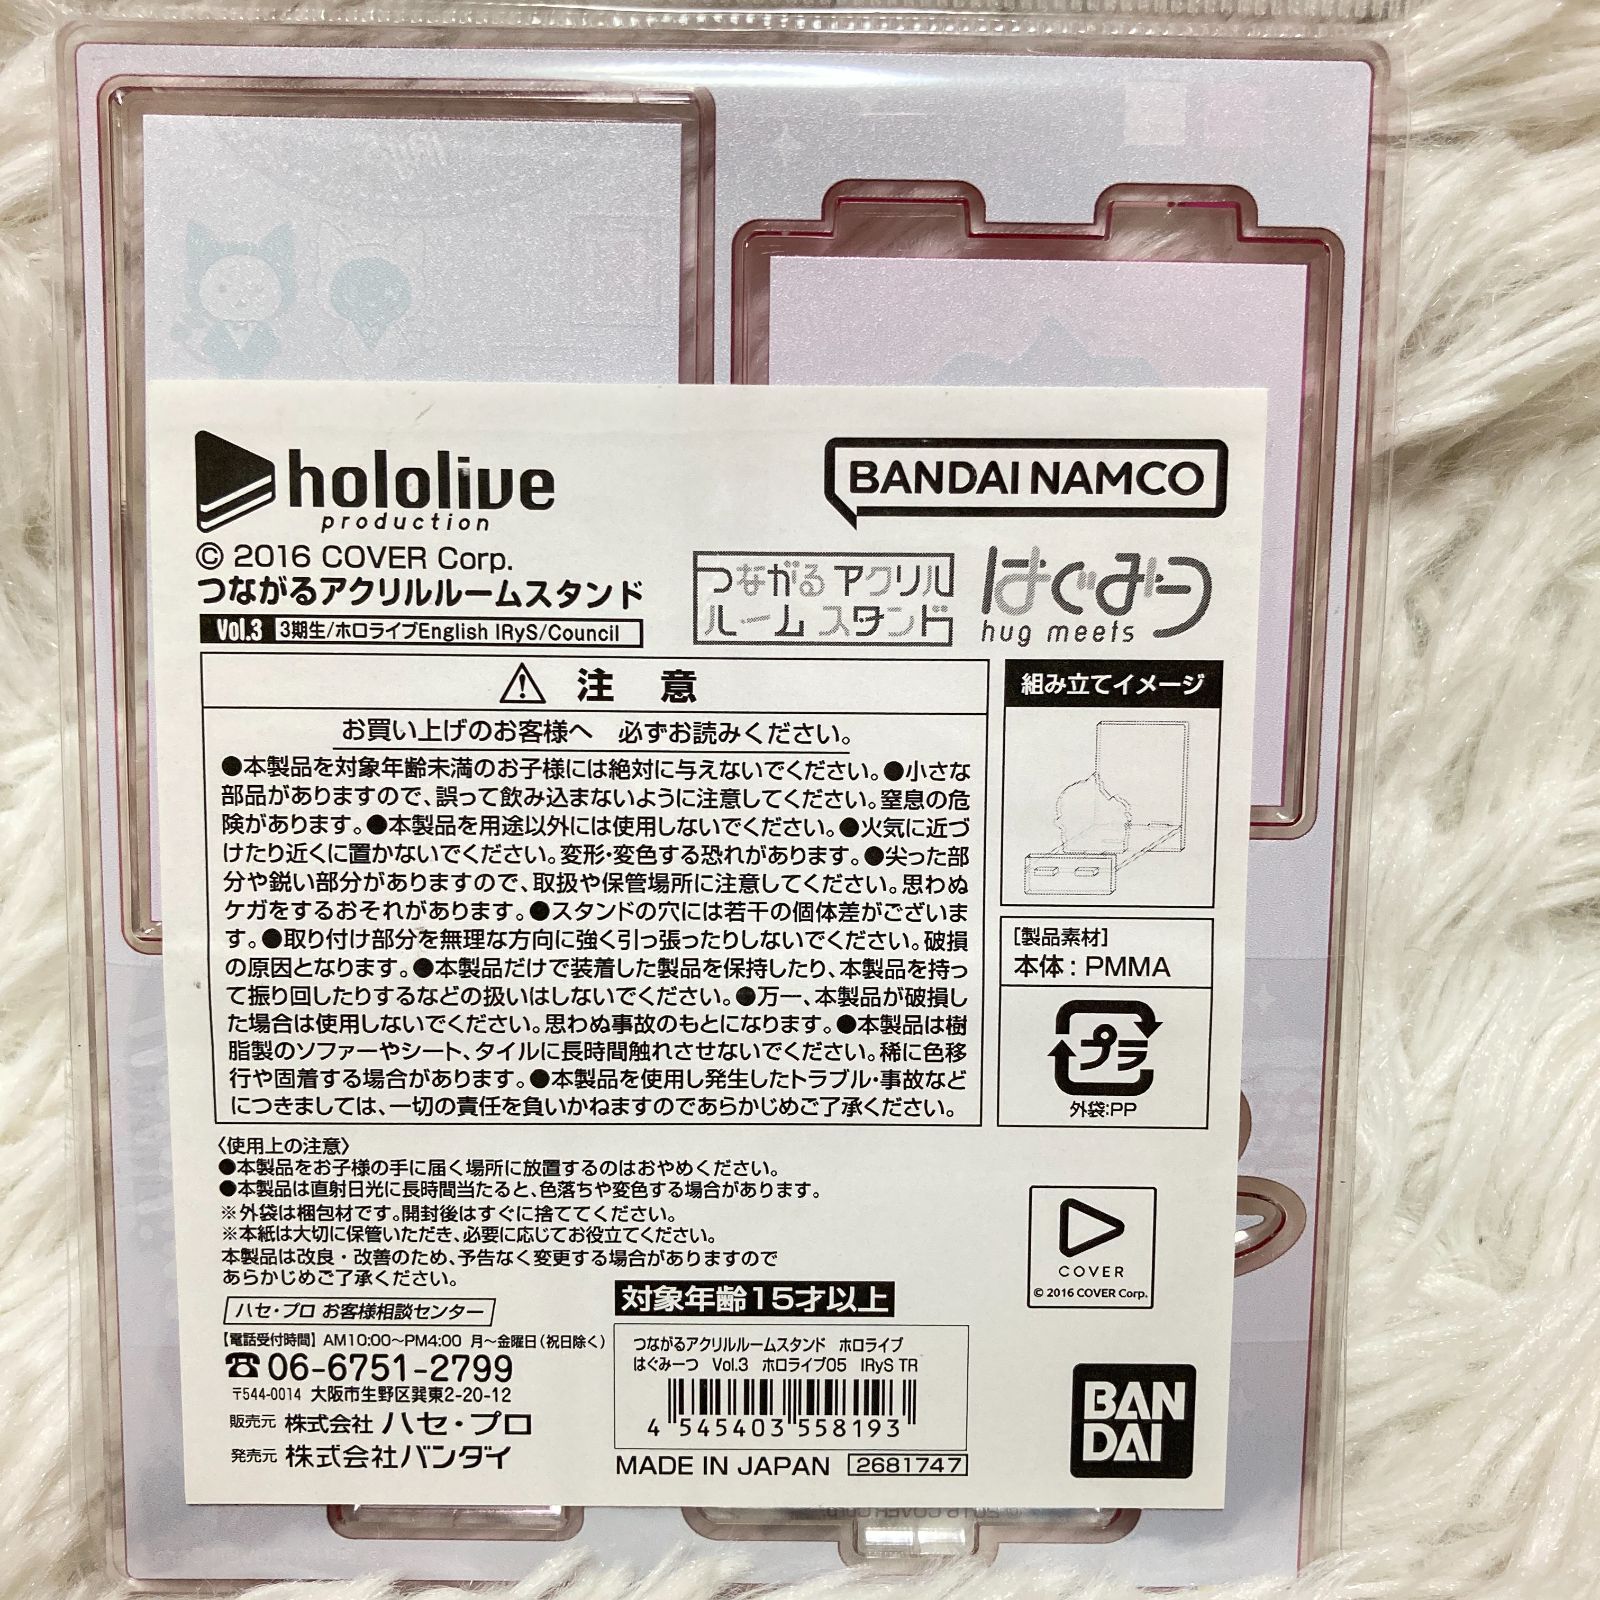 hololive
production
BANDAI NAMCO
© 2016 COVER Corp.
つながるアクリルルームスタンド
Vol.3 3期生/ホロライブEnglish IRyS/Council
つながるアクリル
ルームスタンド
はぐみーつ
hug meets
⚠ 注 意
お買い上げのお客様へ 必ずお読みください。
●本製品を対象年齢未満のお子様には絶対に与えないでください。●小さな
部品がありますので、誤って飲み込まないように注意してください。窒息の危
険があります。●本製品を用途以外には使用しないでください。●火気に近づ
けたり近くに置かないでください。変形・変色する恐れがあります。●尖った部
分や鋭い部分がありますので、取扱や保管場所に注意してください。思わぬ
ケガをするおそれがあります。●スタンドの穴には若干の個体差がございま
す。●取り付け部分を無理な方向に強く引っ張ったりしないでください。破損
の原因となります。●本製品だけで装着した製品を保持したり、本製品を持っ
て振り回したりするなどの扱いはしないでください。●万一、本製品が破損し
た場合は使用しないでください。思わぬ事故のもとになります。●本製品は樹
脂製のソファーやシート、タイルに長時間触れさせないでください。稀に色移
行や固着する場合があります。●本製品を使用し発生したトラブル・事故など
につきましては、一切の責任を負いかねますのであらかじめご了承ください。
組み立てイメージ
[製品素材]
本体：PMMA
プラ
外袋:PP
〈使用上の注意〉
●本製品をお子様の手に届く場所に放置するのはおやめください。
●本製品は直射日光に長時間当たると、色落ちや変色する場合があります。
※外袋は梱包材です。開封後はすぐに捨ててください。
※本紙は大切に保管いただき、必要に応じてお役立てください。
本製品は改良・改善のため、予告なく変更する場合がありますので
あらかじめご了承ください。
ハセ・プロ お客様相談センター
【電話受付時間】AM10:00〜PM4:00 月〜金曜日(祝日除く)
☎06-6751-2799
〒544-0014 大阪市生野区巽東2-20-12
販売元 株式会社 ハセ・プロ
発売元 株式会社バンダイ
対象年齢15才以上
つながるアクリルルームスタンド ホロライブ
はぐみーつ Vol.3 ホロライブ05 IRyS TR
4 545403 558193
MADE IN JAPAN 2681747
COVER
© 2016 COVER Corp.
BAN
DAI
© 2016 COVER Corp.